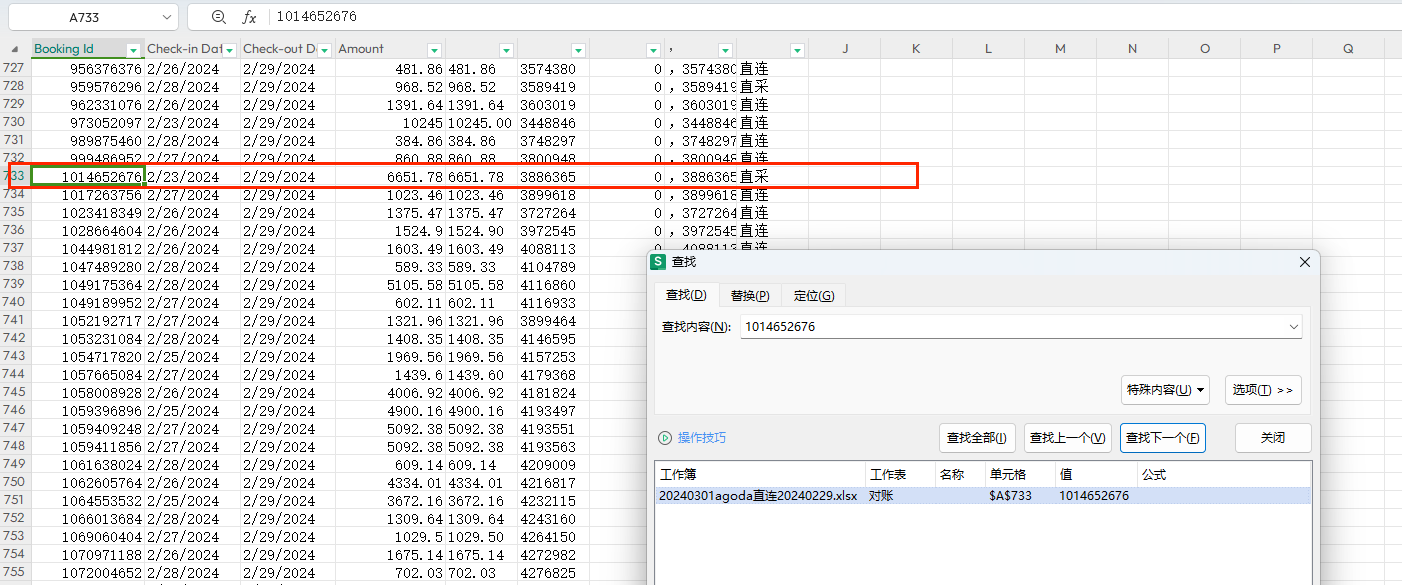 A733 fx 1014652676
Booking Id Check-in Dat Check-out D Amount , J K L M N O P Q
727 956376376 2/26/2024 2/29/2024 481.86 481.86 3574380 0 ，3574380 直连
728 959576296 2/28/2024 2/29/2024 968.52 968.52 3589419 0 ，3589419 直采
729 962331076 2/26/2024 2/29/2024 1391.64 1391.64 3603019 0 ，3603019 直连
730 973052097 2/23/2024 2/29/2024 10245 10245.00 3448846 0 ，3448846 直连
731 989875460 2/28/2024 2/29/2024 384.86 384.86 3748297 0 ，3748297 直连
732 999486952 2/27/2024 2/29/2024 860.88 860.88 3800948 0 ，3800948 直连
733 1014652676 2/23/2024 2/29/2024 6651.78 6651.78 3886365 0 ，3886365 直采
734 1017263756 2/27/2024 2/29/2024 1023.46 1023.46 3899618 0 ，3899618 直连
735 1023418349 2/26/2024 2/29/2024 1375.47 1375.47 3727264 0 ，3727264 直连
736 1028664604 2/26/2024 2/29/2024 1524.9 1524.90 3972545 0 ，3972545 直连
737 1044981812 2/26/2024 2/29/2024 1603.49 1603.49 4088113 0 ，4088113 直连
738 1047489280 2/28/2024 2/29/2024 589.33 589.33 4104789
739 1049175364 2/28/2024 2/29/2024 5105.58 5105.58 4116860
740 1049189952 2/27/2024 2/29/2024 602.11 602.11 4116933
741 1052192717 2/27/2024 2/29/2024 1321.96 1321.96 3899464
742 1053231084 2/28/2024 2/29/2024 1408.35 1408.35 4146595
743 1054717820 2/25/2024 2/29/2024 1969.56 1969.56 4157253
744 1057665084 2/27/2024 2/29/2024 1439.6 1439.60 4179368
745 1058008928 2/26/2024 2/29/2024 4006.92 4006.92 4181824
746 1059396896 2/25/2024 2/29/2024 4900.16 4900.16 4193497
747 1059409248 2/27/2024 2/29/2024 5092.38 5092.38 4193551
748 1059411856 2/27/2024 2/29/2024 5092.38 5092.38 4193563
749 1061638024 2/28/2024 2/29/2024 609.14 609.14 4209009
750 1062605764 2/26/2024 2/29/2024 4334.01 4334.01 4216817
751 1064553532 2/25/2024 2/29/2024 3672.16 3672.16 4232115
752 1066013684 2/28/2024 2/29/2024 1309.64 1309.64 4243160
753 1069060404 2/27/2024 2/29/2024 1029.5 1029.50 4264150
754 1070971188 2/26/2024 2/29/2024 1675.14 1675.14 4272982
755 1072004652 2/28/2024 2/29/2024 702.03 702.03 4276825
S 查找
查找(D) 替换(P) 定位(G)
查找内容(N): 1014652676
特殊内容(U) 选项(T) >>
操作技巧 查找全部(I) 查找上一个(V) 查找下一个(F) 关闭
工作簿 工作表 名称 单元格 值 公式
20240301agoda直连20240229.xlsx 对账 $A$733 1014652676